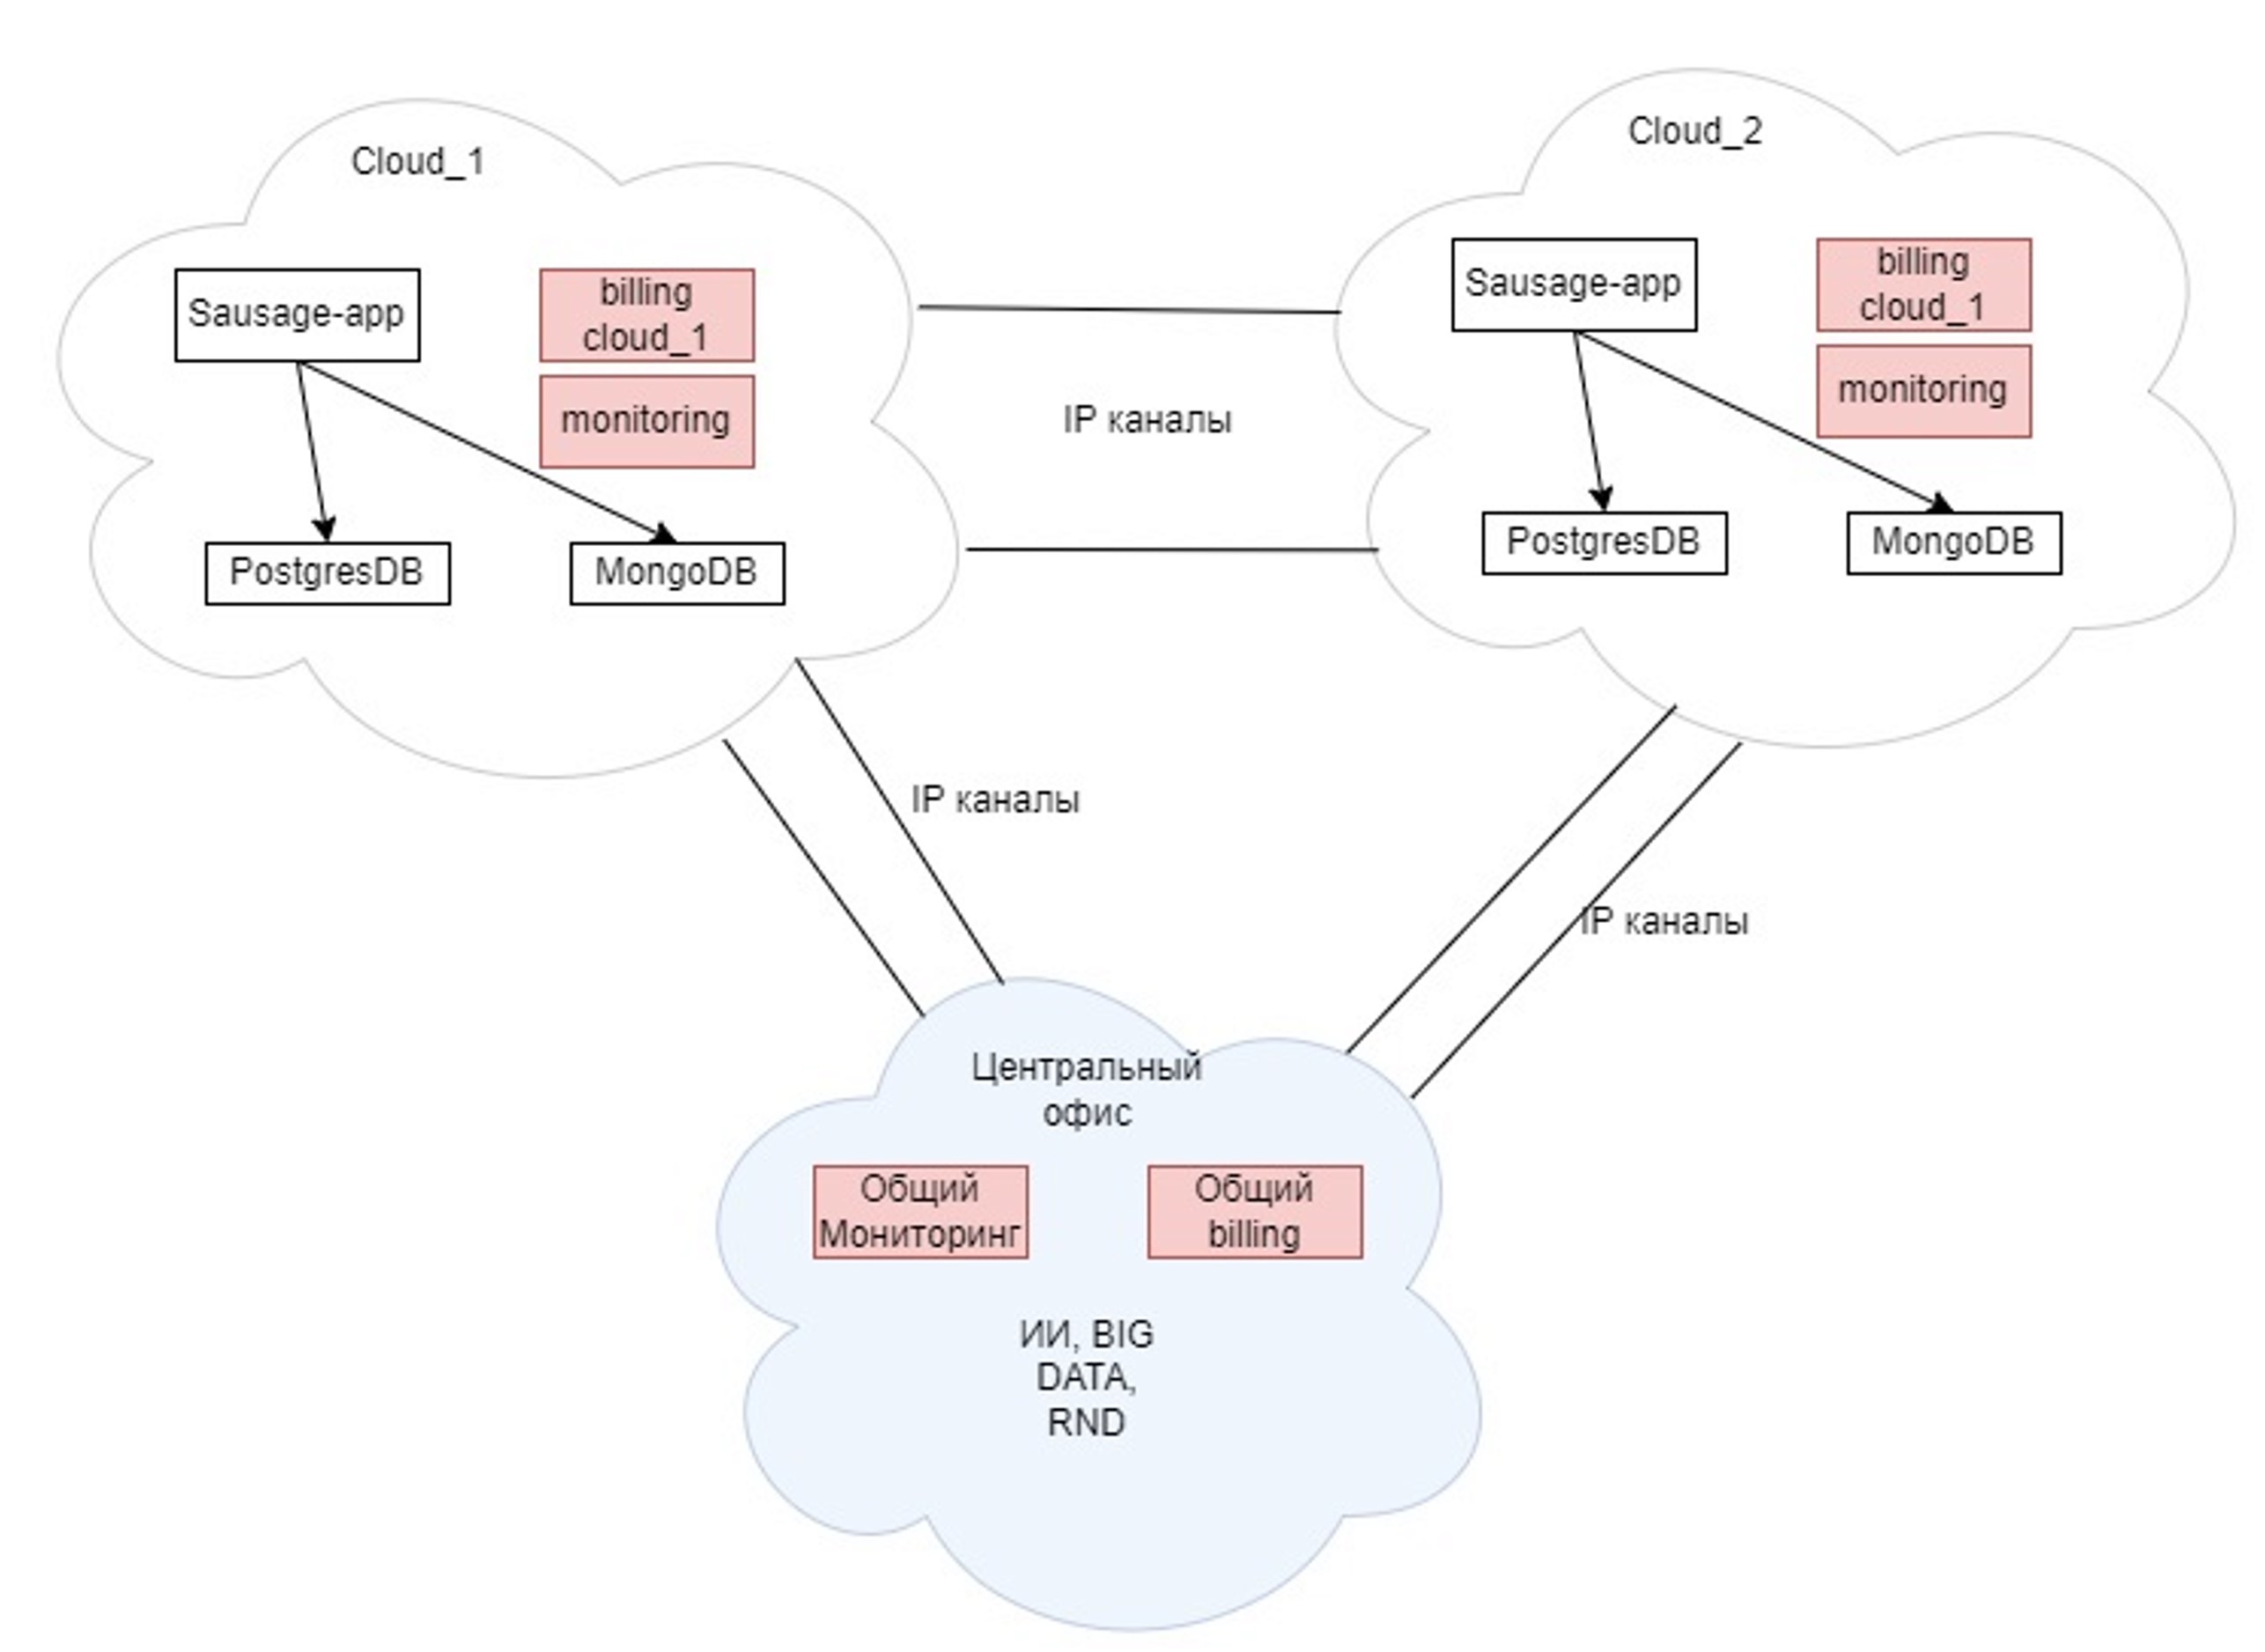 Cloud_1
Sausage-app
billing
cloud_1
monitoring
PostgresDB
MongoDB
IP каналы
Cloud_2
Sausage-app
billing
cloud_1
monitoring
PostgresDB
MongoDB
IP каналы
IP каналы
Центральный
офис
Общий
Мониторинг
Общий
billing
ИИ, BIG
DATA,
RND